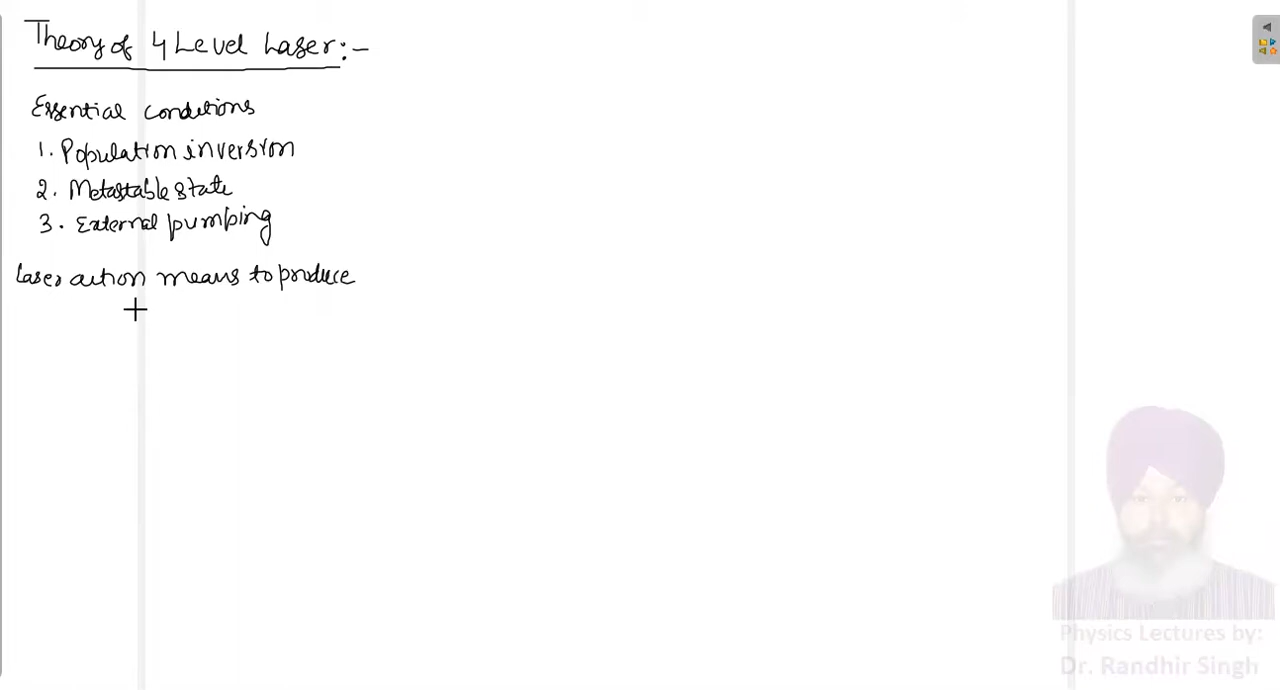 Theory of 4 Level Laser:-
Essential conditions
1. Population inversion
2. Metastable state
3. External pumping
Laser action means to produce
Physics Lectures by:
Dr. Randhir Singh